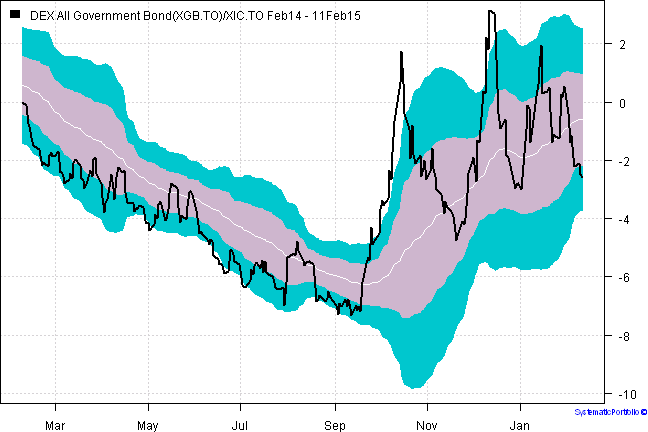 DEX All Government Bond(XGB.TO)/XIC.TO Feb14 - 11Feb15
2
0
-2
-4
-6
-8
-10
Mar May Jul Sep Nov Jan
SystematicPortfolio ©